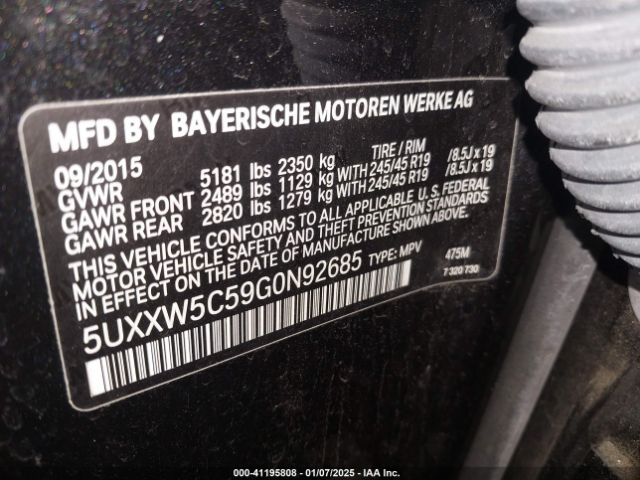 MFD BY BAYERISCHE MOTOREN WERKE AG
09/2015 TIRE / RIM
GVWR 5181 lbs 2350 kg
GAWR FRONT 2489 lbs 1129 kg WITH 245/45 R19 /8.5J x 19
GAWR REAR 2820 lbs 1279 kg WITH 245/45 R19 /8.5J x 19
THIS VEHICLE CONFORMS TO ALL APPLICABLE U.S. FEDERAL
MOTOR VEHICLE SAFETY AND THEFT PREVENTION STANDARDS
IN EFFECT ON THE DATE OF MANUFACTURE SHOWN ABOVE.
5UXXW5C59G0N92685 TYPE: MPV 475M
7 320 730
000-41195808 - 01/07/2025 - IAA Inc.